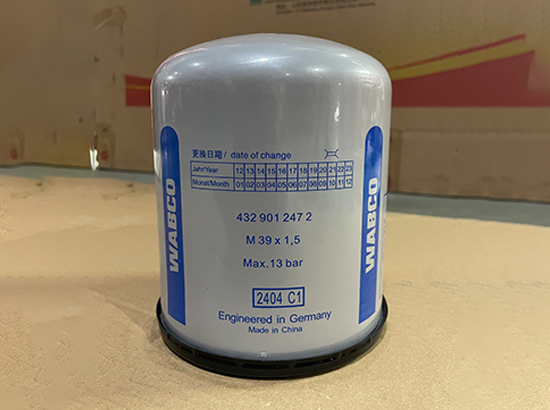 更换日期 / date of change
Jahr/Year 12 13 14 15 16 17 18 19 20 21 22 23
Monat/Month 01 02 03 04 05 06 07 08 09 10 11 12
432 901 247 2
M 39 x 1,5
Max.13 bar
2404 C1
Engineered in Germany
Made in China
WABCO
WABCO